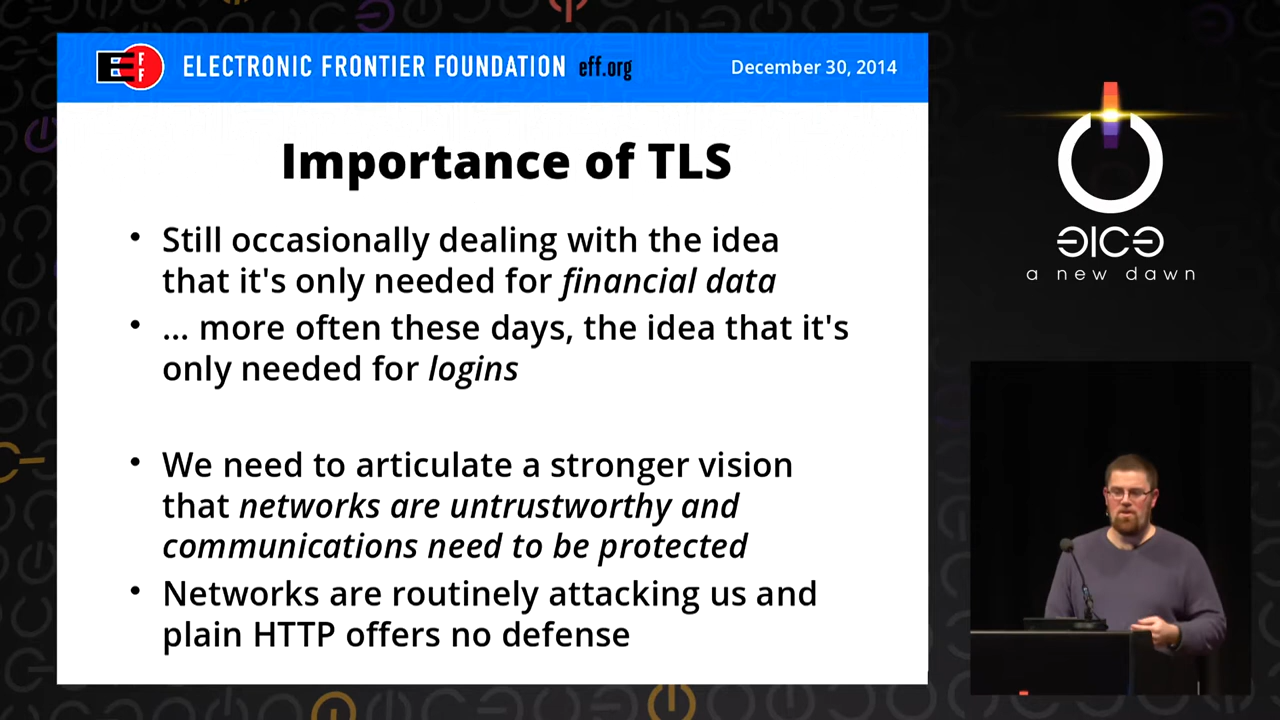 EFF
ELECTRONIC FRONTIER FOUNDATION eff.org
December 30, 2014
Importance of TLS
• Still occasionally dealing with the idea
that it's only needed for financial data
• ... more often these days, the idea that it's
only needed for logins
• We need to articulate a stronger vision
that networks are untrustworthy and
communications need to be protected
• Networks are routinely attacking us and
plain HTTP offers no defense
31C3
a new dawn